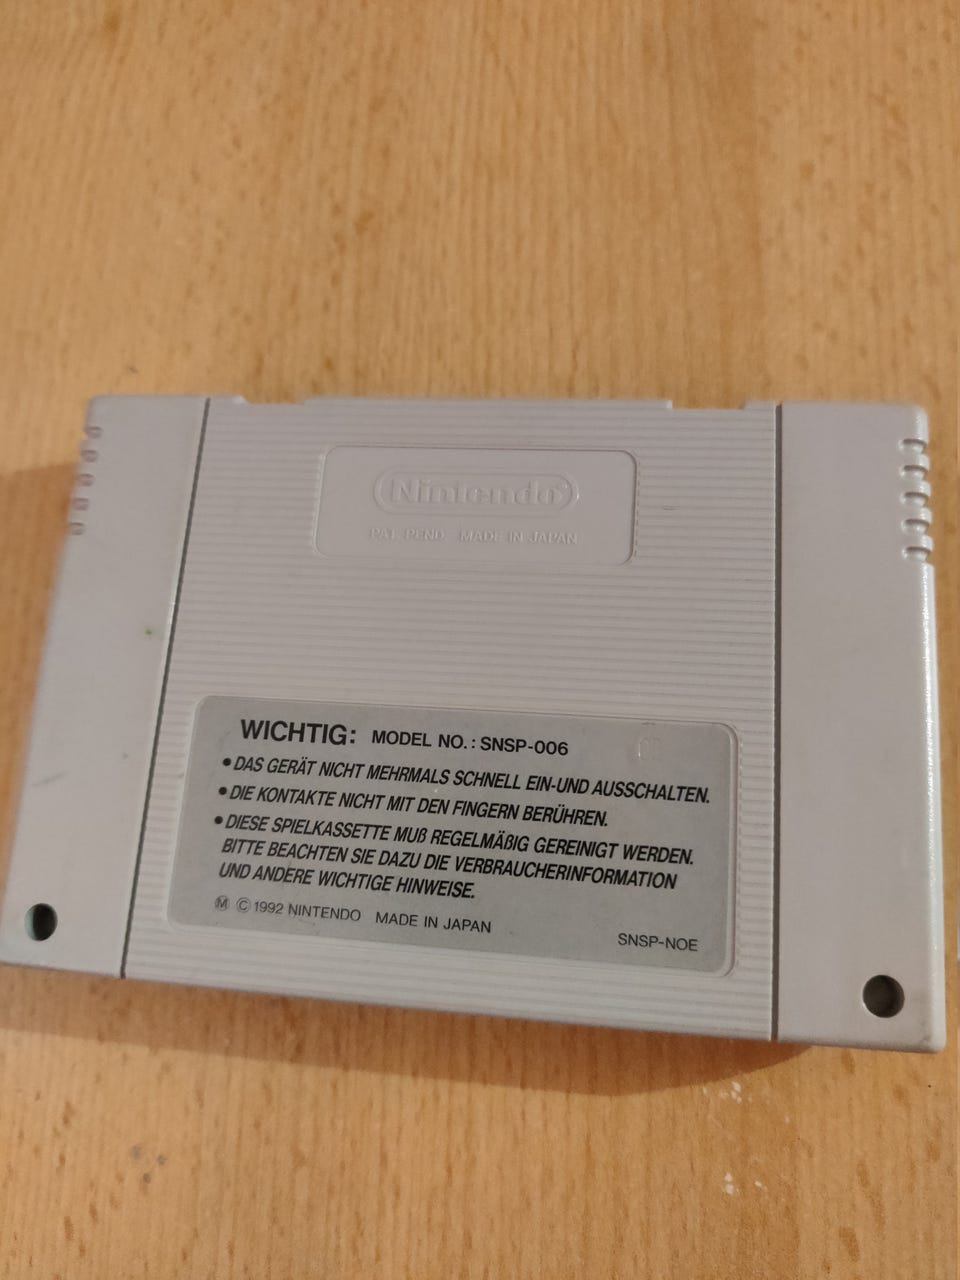 Nintendo
PAT. PEND. MADE IN JAPAN
WICHTIG: MODEL NO.: SNSP-006
•DAS GERÄT NICHT MEHRMALS SCHNELL EIN-UND AUSSCHALTEN.
•DIE KONTAKTE NICHT MIT DEN FINGERN BERÜHREN.
•DIESE SPIELKASSETTE MUß REGELMÄßIG GEREINIGT WERDEN.
BITTE BEACHTEN SIE DAZU DIE VERBRAUCHERINFORMATION
UND ANDERE WICHTIGE HINWEISE.
Ⓜ © 1992 NINTENDO MADE IN JAPAN
SNSP-NOE